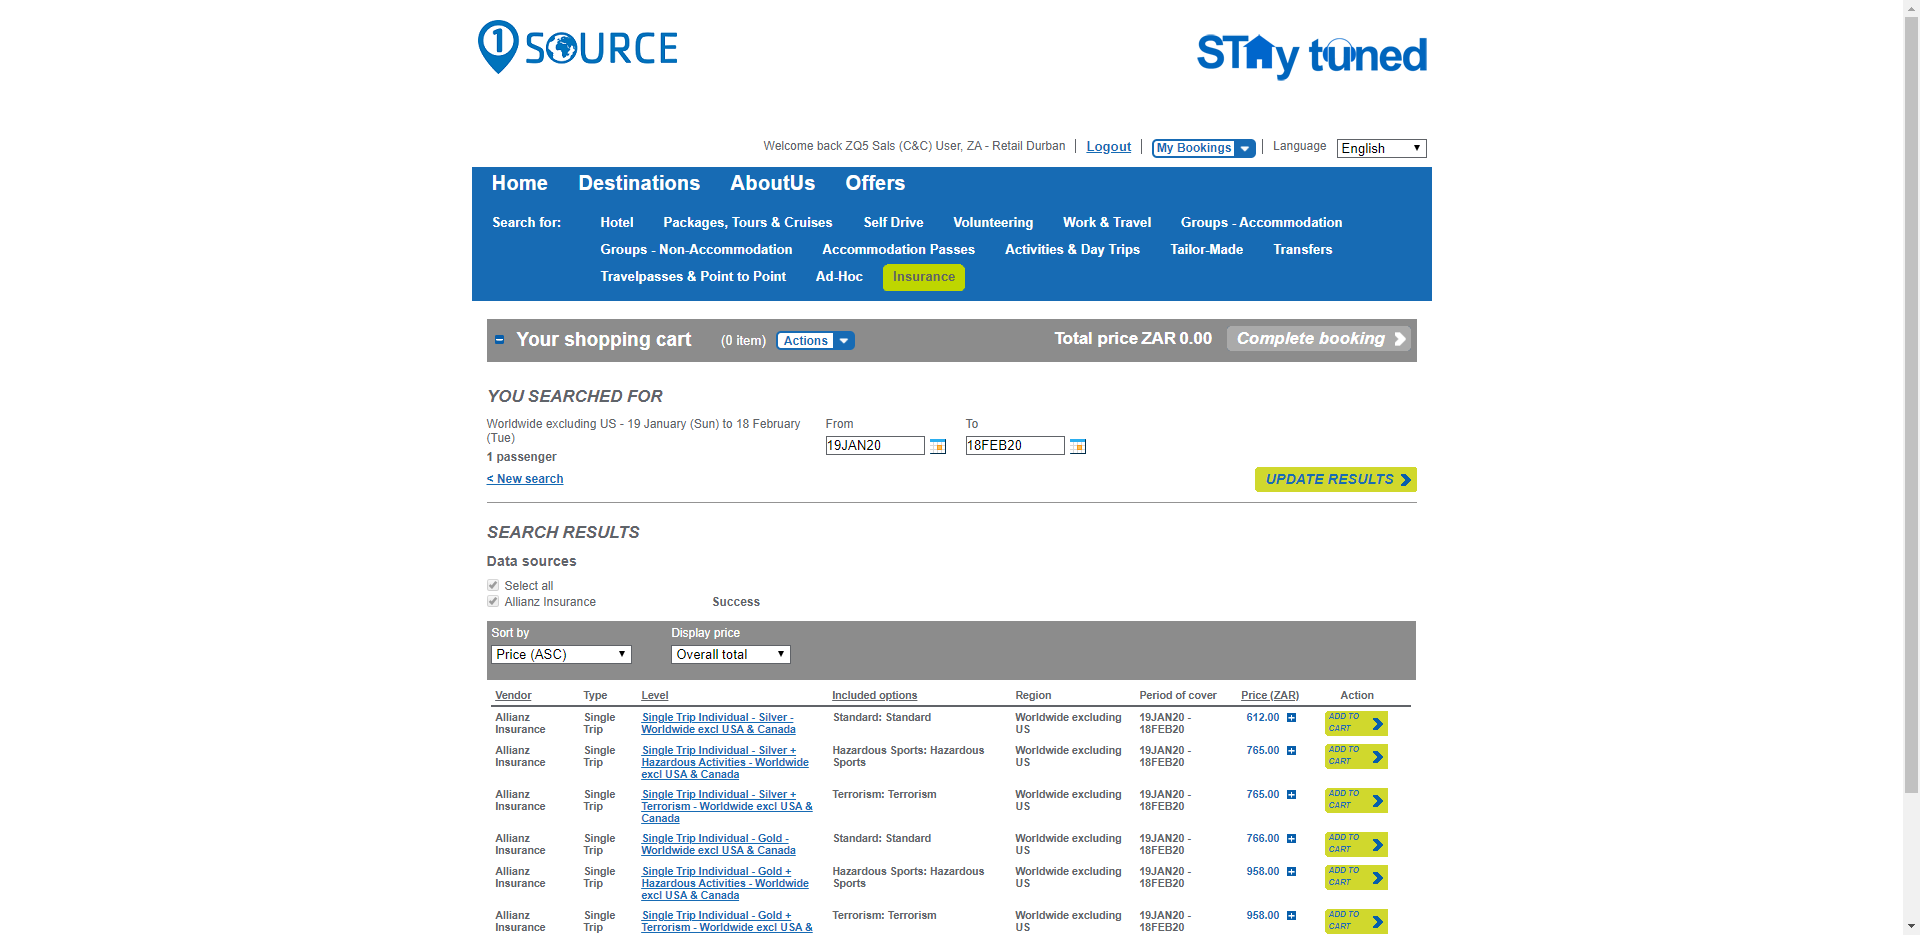 1 SOURCE
STAy tuned
Welcome back ZQ5 Sals (C&C) User, ZA - Retail Durban | Logout | My Bookings | Language English
Home Destinations AboutUs Offers
Search for: Hotel Packages, Tours & Cruises Self Drive Volunteering Work & Travel Groups - Accommodation
Groups - Non-Accommodation Accommodation Passes Activities & Day Trips Tailor-Made Transfers
Travelpasses & Point to Point Ad-Hoc Insurance
Your shopping cart (0 item) Actions Total price ZAR 0.00 Complete booking
YOU SEARCHED FOR
Worldwide excluding US - 19 January (Sun) to 18 February
(Tue)
1 passenger
< New search
From To
19JAN20 18FEB20
UPDATE RESULTS
SEARCH RESULTS
Data sources
Select all
Allianz Insurance Success
Sort by Display price
Price (ASC) Overall total
Vendor Type Level Included options Region Period of cover Price (ZAR) Action
Allianz Single Single Trip Individual - Silver - Standard: Standard Worldwide excluding 19JAN20 - 612.00 ADD TO
Insurance Trip Worldwide excl USA & Canada US 18FEB20 CART
Allianz Single Single Trip Individual - Silver + Hazardous Sports: Hazardous Worldwide excluding 19JAN20 - 765.00 ADD TO
Insurance Trip Hazardous Activities - Worldwide Sports US 18FEB20 CART
excl USA & Canada
Allianz Single Single Trip Individual - Silver + Terrorism: Terrorism Worldwide excluding 19JAN20 - 765.00 ADD TO
Insurance Trip Terrorism - Worldwide excl USA & US 18FEB20 CART
Canada
Allianz Single Single Trip Individual - Gold - Standard: Standard Worldwide excluding 19JAN20 - 766.00 ADD TO
Insurance Trip Worldwide excl USA & Canada US 18FEB20 CART
Allianz Single Single Trip Individual - Gold + Hazardous Sports: Hazardous Worldwide excluding 19JAN20 - 958.00 ADD TO
Insurance Trip Hazardous Activities - Worldwide Sports US 18FEB20 CART
excl USA & Canada
Allianz Single Single Trip Individual - Gold + Terrorism: Terrorism Worldwide excluding 19JAN20 - 958.00 ADD TO
Insurance Trip Terrorism - Worldwide excl USA & US 18FEB20 CART